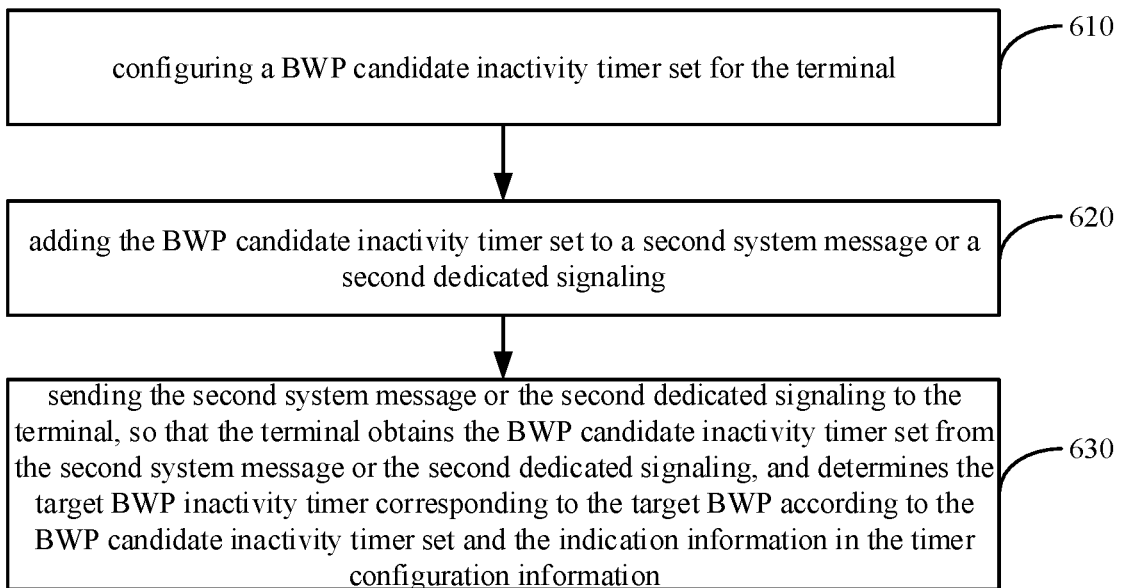 configuring a BWP candidate inactivity timer set for the terminal
610
adding the BWP candidate inactivity timer set to a second system message or a
second dedicated signaling
620
sending the second system message or the second dedicated signaling to the
terminal, so that the terminal obtains the BWP candidate inactivity timer set from
the second system message or the second dedicated signaling, and determines the
target BWP inactivity timer corresponding to the target BWP according to the
BWP candidate inactivity timer set and the indication information in the timer
configuration information
630